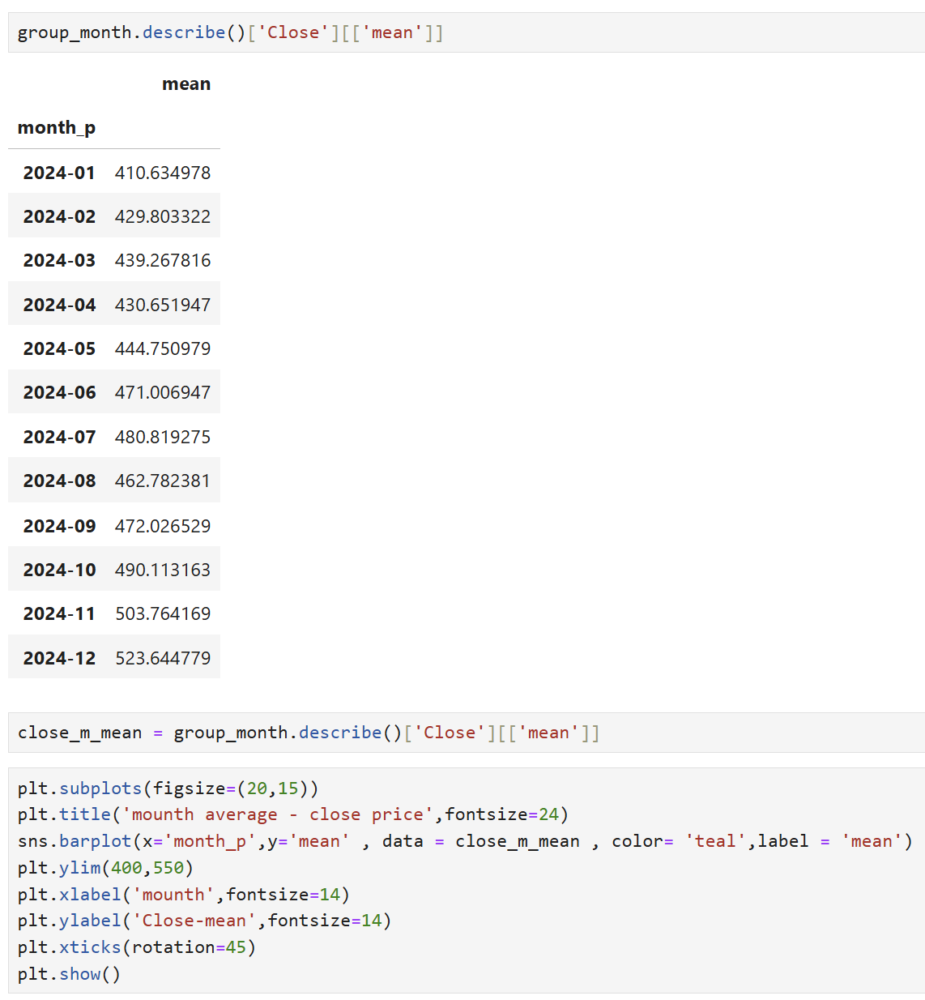 group_month.describe()['Close'][['mean']]
mean
month_p
2024-01 410.634978
2024-02 429.803322
2024-03 439.267816
2024-04 430.651947
2024-05 444.750979
2024-06 471.006947
2024-07 480.819275
2024-08 462.782381
2024-09 472.026529
2024-10 490.113163
2024-11 503.764169
2024-12 523.644779
close_m_mean = group_month.describe()['Close'][['mean']]
plt.subplots(figsize=(20,15))
plt.title('mounth average - close price',fontsize=24)
sns.barplot(x='month_p',y='mean' , data = close_m_mean , color= 'teal',label = 'mean')
plt.ylim(400,550)
plt.xlabel('mounth',fontsize=14)
plt.ylabel('Close-mean',fontsize=14)
plt.xticks(rotation=45)
plt.show()